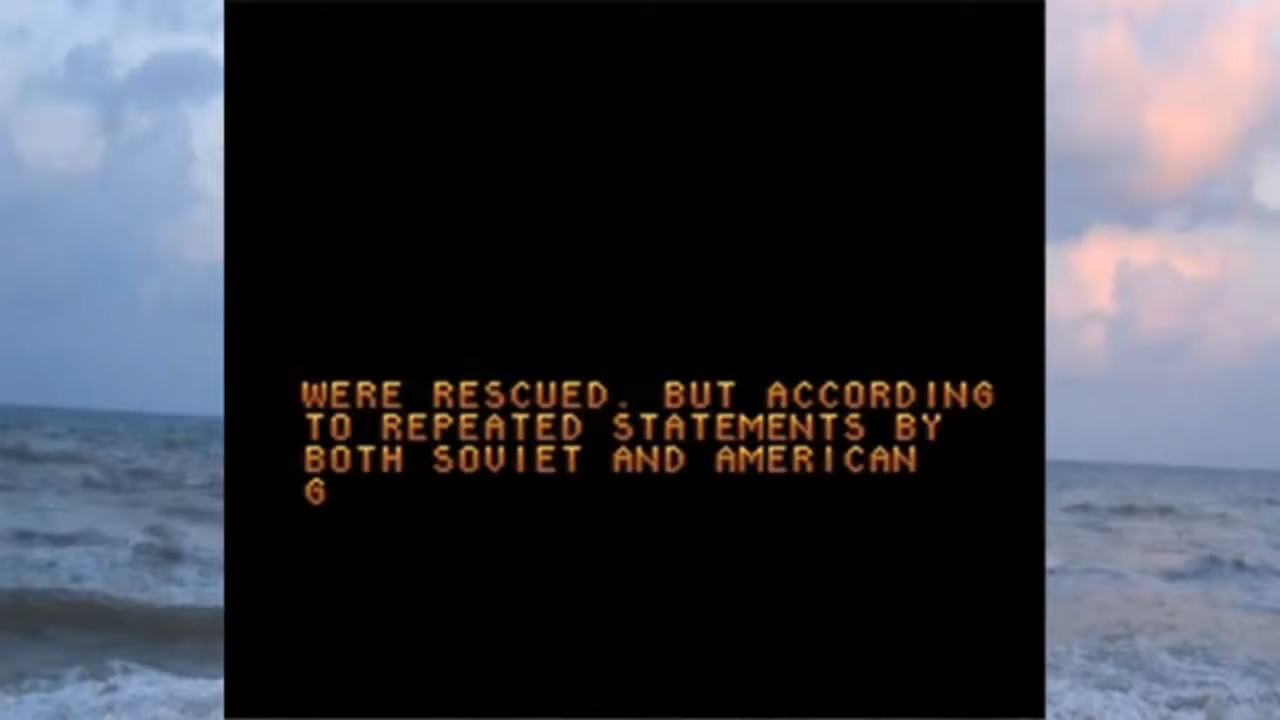 WERE RESCUED. BUT ACCORDING
TO REPEATED STATEMENTS BY
BOTH SOVIET AND AMERICAN
G